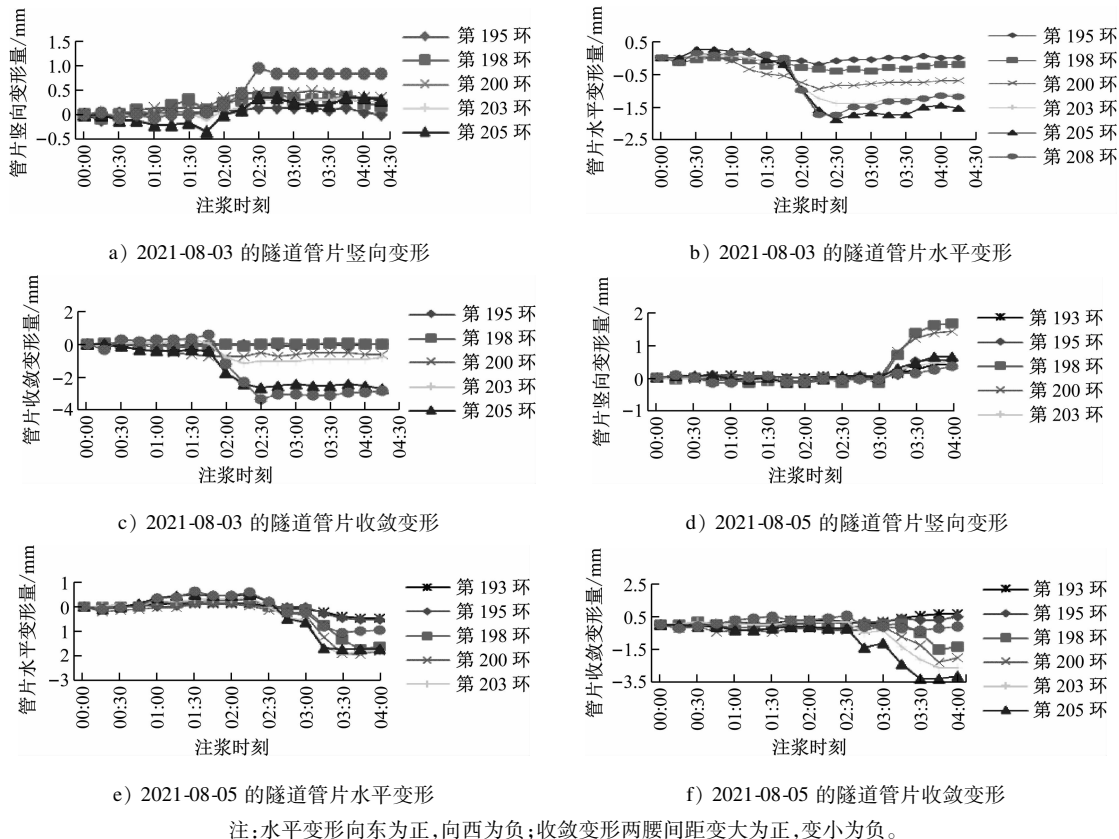 管片竖向变形量/mm
1.5
1.0
0.5
0
−0.5
00:00
00:30
01:00
01:30
02:00
02:30
03:00
03:30
04:00
04:30
注浆时刻
第 195 环
第 198 环
第 200 环
第 203 环
第 205 环
a) 2021-08-03 的隧道管片竖向变形
管片水平变形量/mm
0.5
−0.5
−1.5
−2.5
00:00
00:30
01:00
01:30
02:00
02:30
03:00
03:30
04:00
04:30
注浆时刻
第 195 环
第 198 环
第 200 环
第 203 环
第 205 环
第 208 环
b) 2021-08-03 的隧道管片水平变形
管片收敛变形量/mm
2
0
−2
−4
00:00
00:30
01:00
01:30
02:00
02:30
03:00
03:30
04:00
04:30
注浆时刻
第 195 环
第 198 环
第 200 环
第 203 环
第 205 环
c) 2021-08-03 的隧道管片收敛变形
管片竖向变形量/mm
2
1
0
−1
00:00
00:30
01:00
01:30
02:00
02:30
03:00
03:30
04:00
注浆时刻
第 193 环
第 195 环
第 198 环
第 200 环
第 203 环
d) 2021-08-05 的隧道管片竖向变形
管片水平变形量/mm
1
0
1
2
−3
00:00
00:30
01:00
01:30
02:00
02:30
03:00
03:30
04:00
注浆时刻
第 193 环
第 195 环
第 198 环
第 200 环
第 203 环
e) 2021-08-05 的隧道管片水平变形
管片收敛变形量/mm
2.5
0.5
−1.5
−3.5
00:00
00:30
01:00
01:30
02:00
02:30
03:00
03:30
04:00
注浆时刻
第 193 环
第 195 环
第 198 环
第 200 环
第 203 环
第 205 环
f) 2021-08-05 的隧道管片收敛变形
注:水平变形向东为正,向西为负;收敛变形两腰间距变大为正,变小为负。